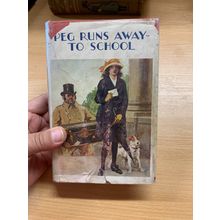 PEG RUNS AWAY-
TO SCHOOL